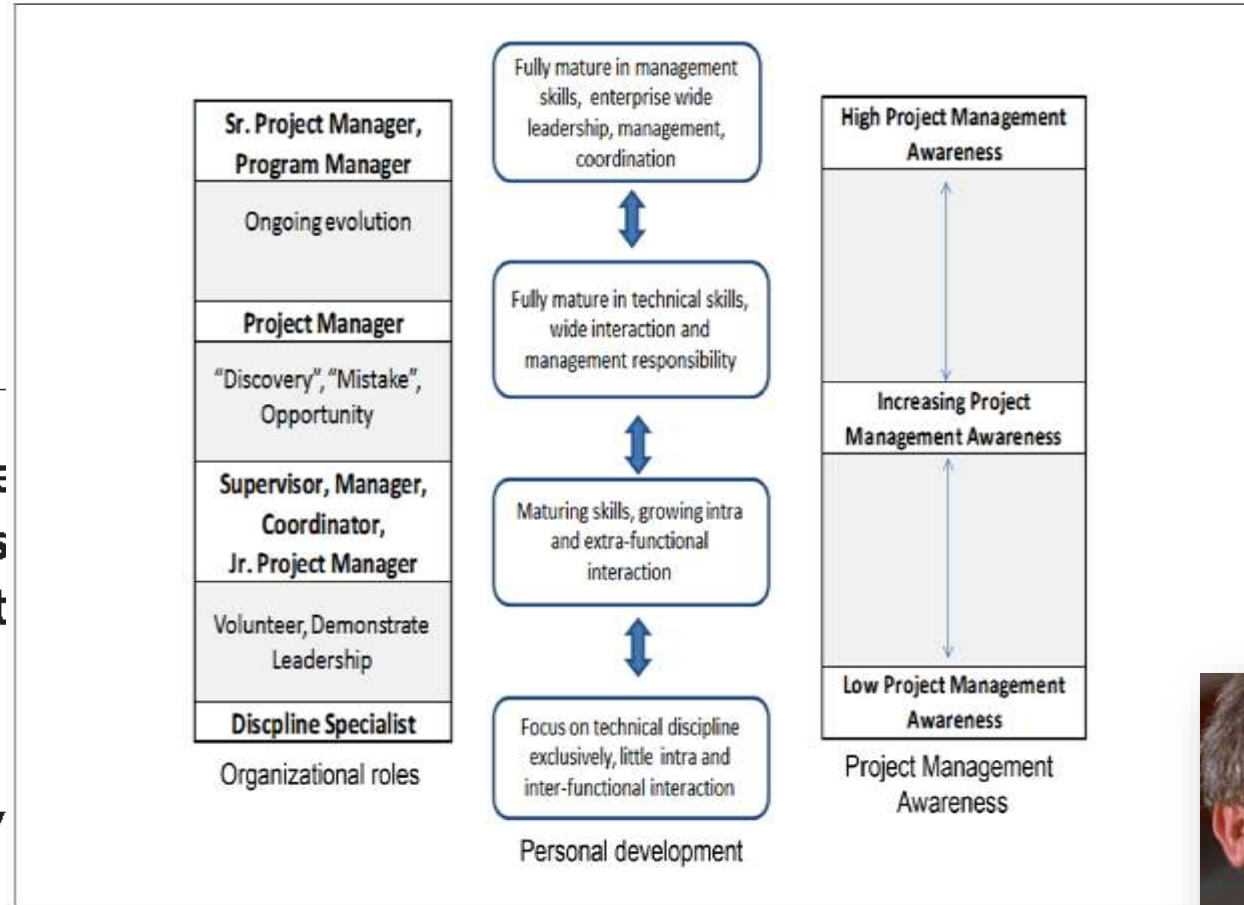 Sr. Project Manager,
Program Manager
Ongoing evolution
Project Manager
"Discovery", "Mistake",
Opportunity
Supervisor, Manager,
Coordinator,
Jr. Project Manager
Volunteer, Demonstrate
Leadership
Discpline Specialist
Organizational roles
Fully mature in management
skills, enterprise wide
leadership, management,
coordination
Fully mature in technical skills,
wide interaction and
management responsibility
Maturing skills, growing intra
and extra-functional
interaction
Focus on technical discipline
exclusively, little intra and
inter-functional interaction
Personal development
High Project Management
Awareness
Increasing Project
Management Awareness
Low Project Management
Awareness
Project Management
Awareness